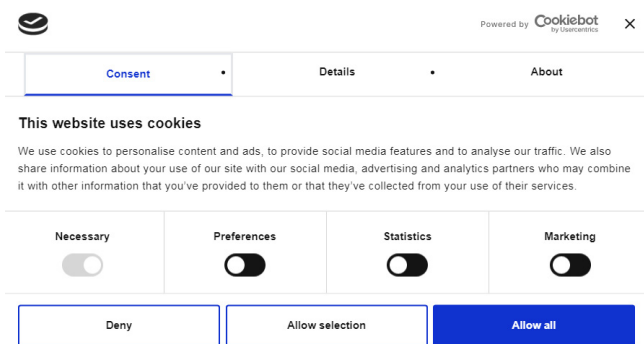 Powered by Cookiebot
by Usercentrics
Consent
Details
About
This website uses cookies
We use cookies to personalise content and ads, to provide social media features and to analyse our traffic. We also
share information about your use of our site with our social media, advertising and analytics partners who may combine
it with other information that you've provided to them or that they've collected from your use of their services.
Necessary
Preferences
Statistics
Marketing
Deny
Allow selection
Allow all